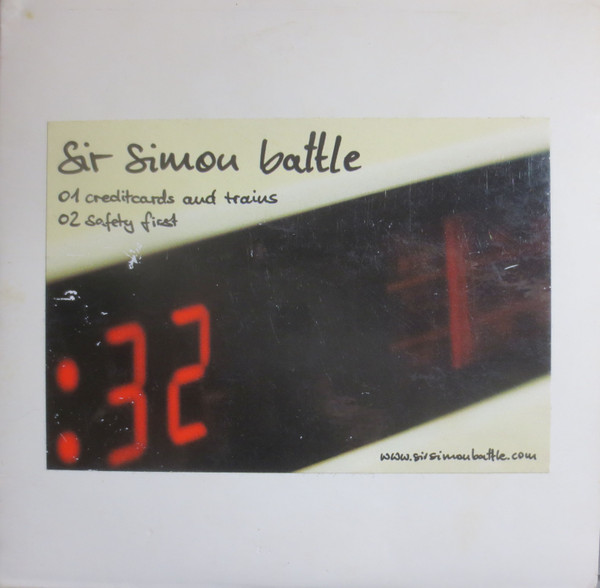 Sir Simon battle
01 creditcards and trains
02 safety first
:32
www.sirsimonbattle.com